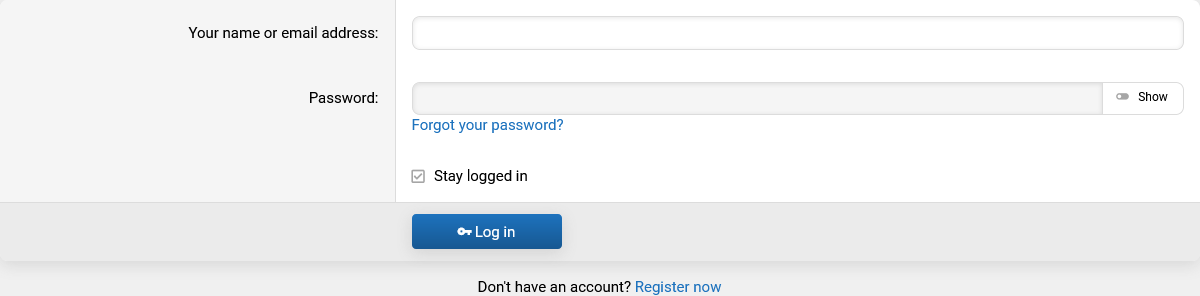 Your name or email address:
Password:
Show
Forgot your password?
Stay logged in
Log in
Don't have an account? Register now